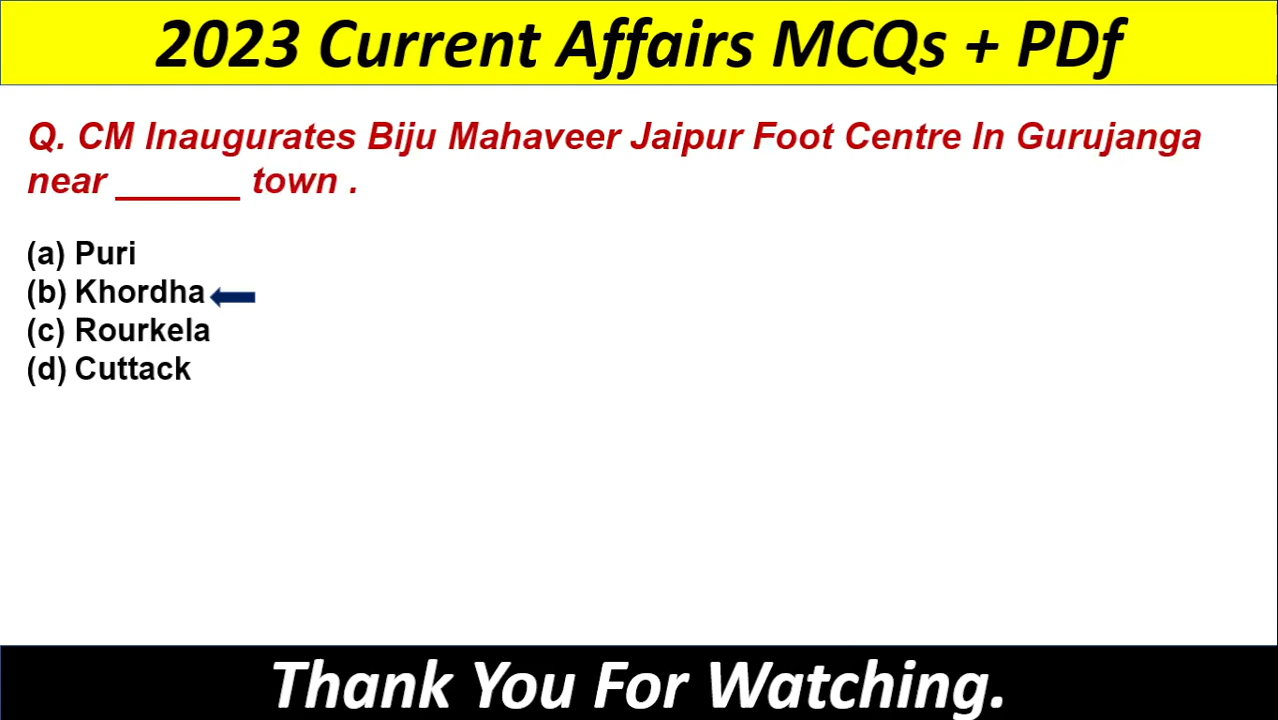 2023 Current Affairs MCQs + PDf
Q. CM Inaugurates Biju Mahaveer Jaipur Foot Centre In Gurujanga
near ______ town .
(a) Puri
(b) Khordha
(c) Rourkela
(d) Cuttack
Thank You For Watching.